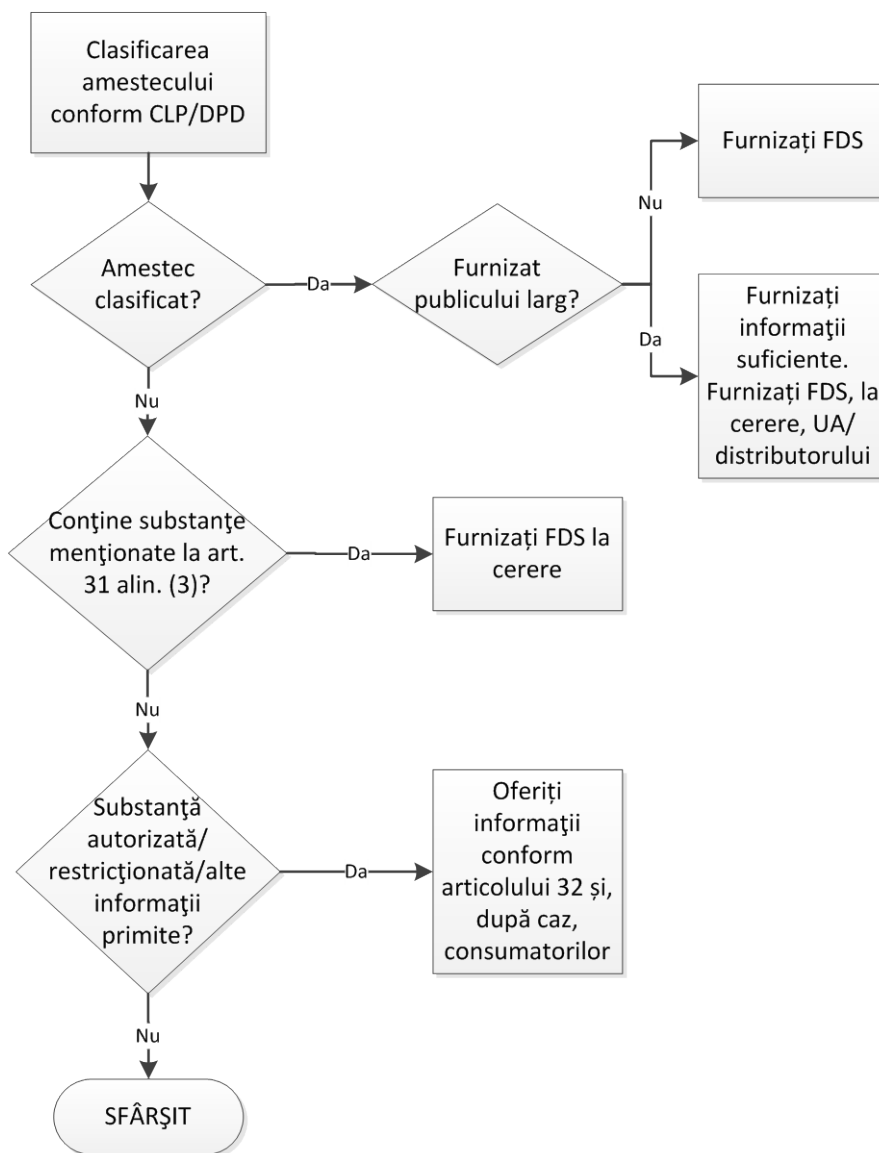 Clasificarea
amestecului
conform CLP/DPD
Furnizați FDS
Nu
Amestec
clasificat?
Da
Furnizat
publicului larg?
Da
Furnizați
informaţii
suficiente.
Furnizați FDS, la
cerere, UA/
distribuitorului
Nu
Conţine substanţe
menţionate la art.
31 alin. (3)?
Da
Furnizați FDS la
cerere
Nu
Substanţă
autorizată/
restricţionată/alte
informaţii
primite?
Da
Oferiți
informaţii
conform
articolului 32 și,
după caz,
consumatorilor
Nu
SFÂRŞIT